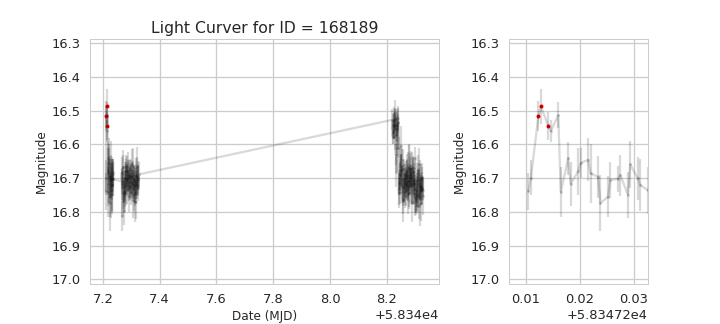 Light Curver for ID = 168189
16.3
16.4
16.5
16.6
16.7
16.8
16.9
17.0
Magnitude
7.2 7.4 7.6 7.8 8.0 8.2
Date (MJD) +5.834e4
16.3
16.4
16.5
16.6
16.7
16.8
16.9
17.0
Magnitude
0.01 0.02 0.03
+5.83472e4